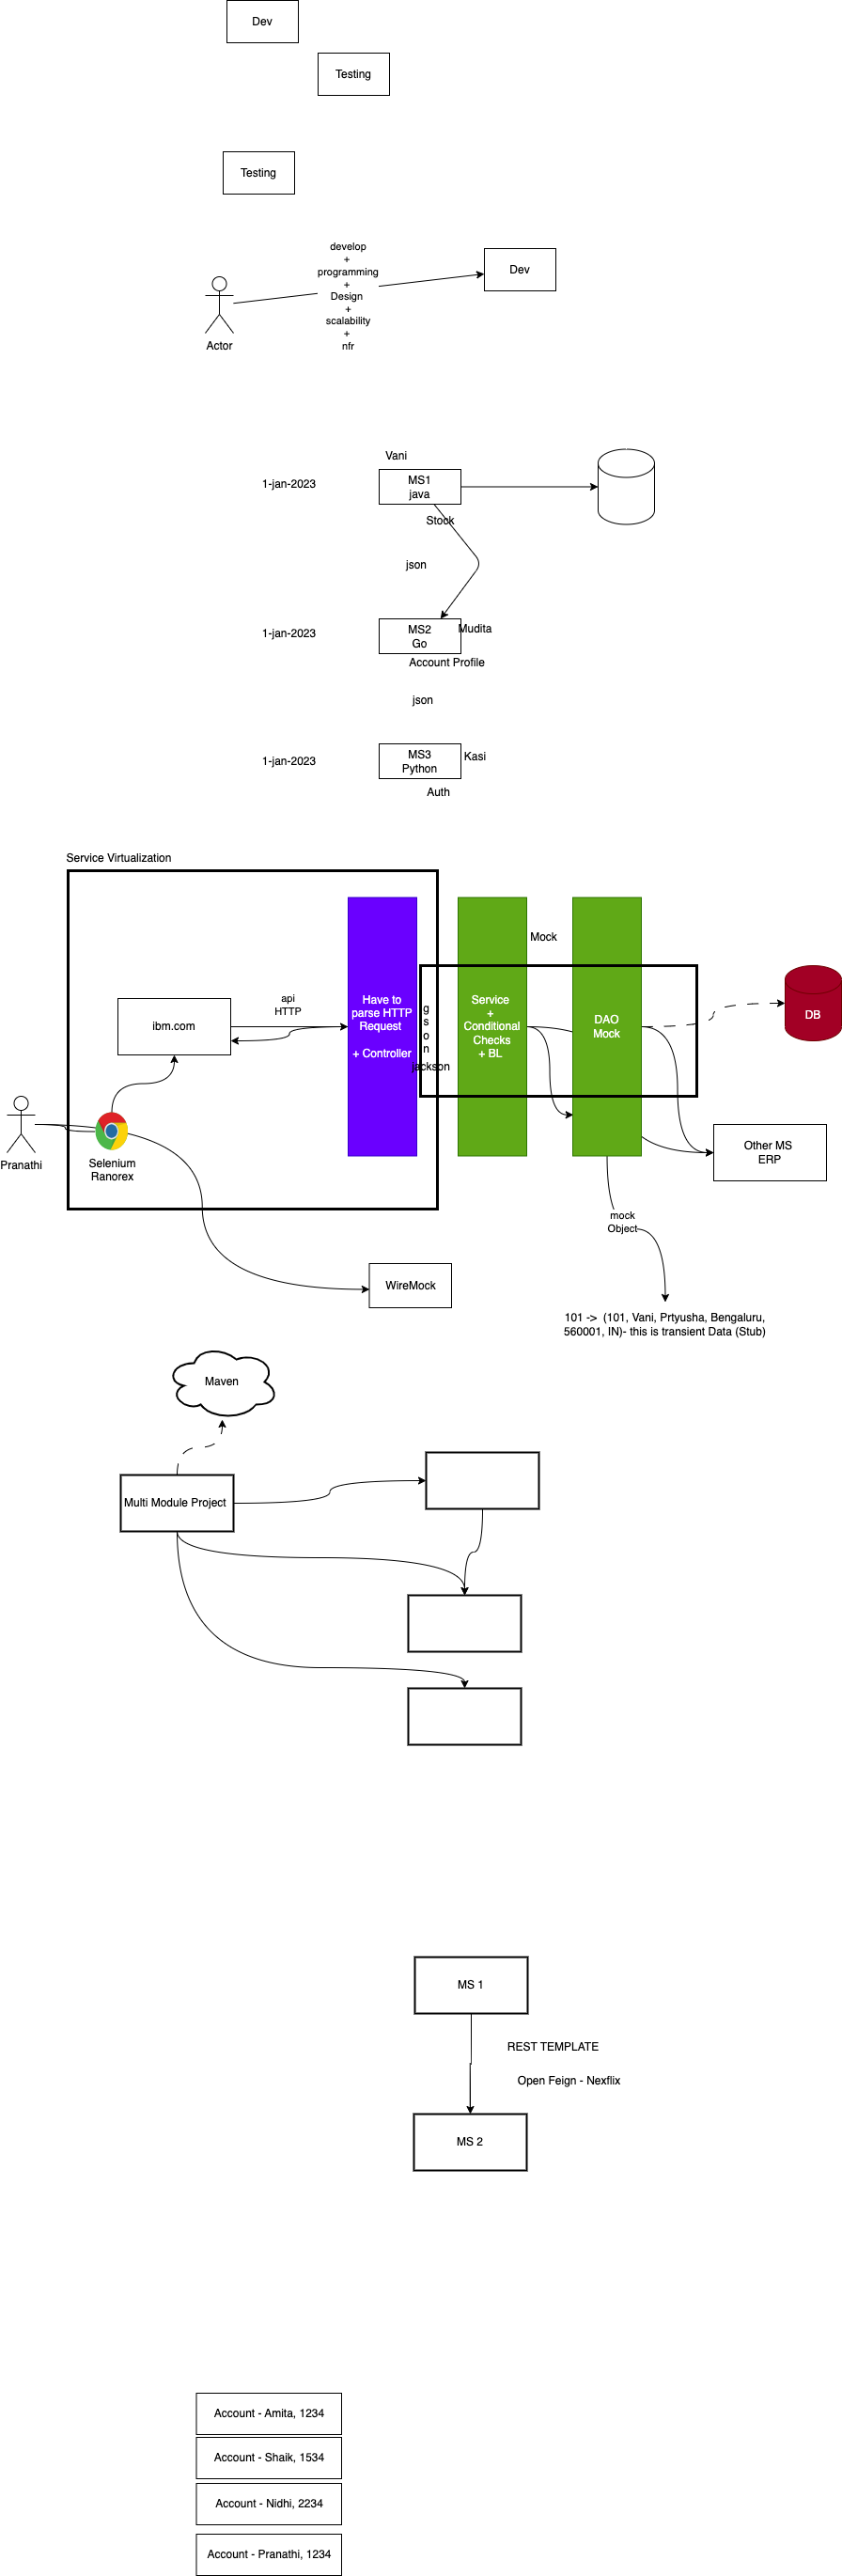 Dev
Testing
Testing
develop
+
programming
+
Design
+
scalability
+
nfr
Dev
Actor
Vani
1-jan-2023
MS1
java
Stock
json
1-jan-2023
MS2
Go
Mudita
Account Profile
json
1-jan-2023
MS3
Python
Kasi
Auth
Service Virtualization
Mock
ibm.com
api
HTTP
Have to
parse HTTP
Request
+ Controller
g
s
o
n
jackson
Service
+
Conditional
Checks
+ BL
DAO
Mock
DB
Pranathi
Selenium
Ranorex
Other MS
ERP
mock
Object
WireMock
101 -> (101, Vani, Prtyusha, Bengaluru,
560001, IN)- this is transient Data (Stub)
Maven
Multi Module Project
MS 1
REST TEMPLATE
Open Feign - Nexflix
MS 2
Account - Amita, 1234
Account - Shaik, 1534
Account - Nidhi, 2234
Account - Pranathi, 1234